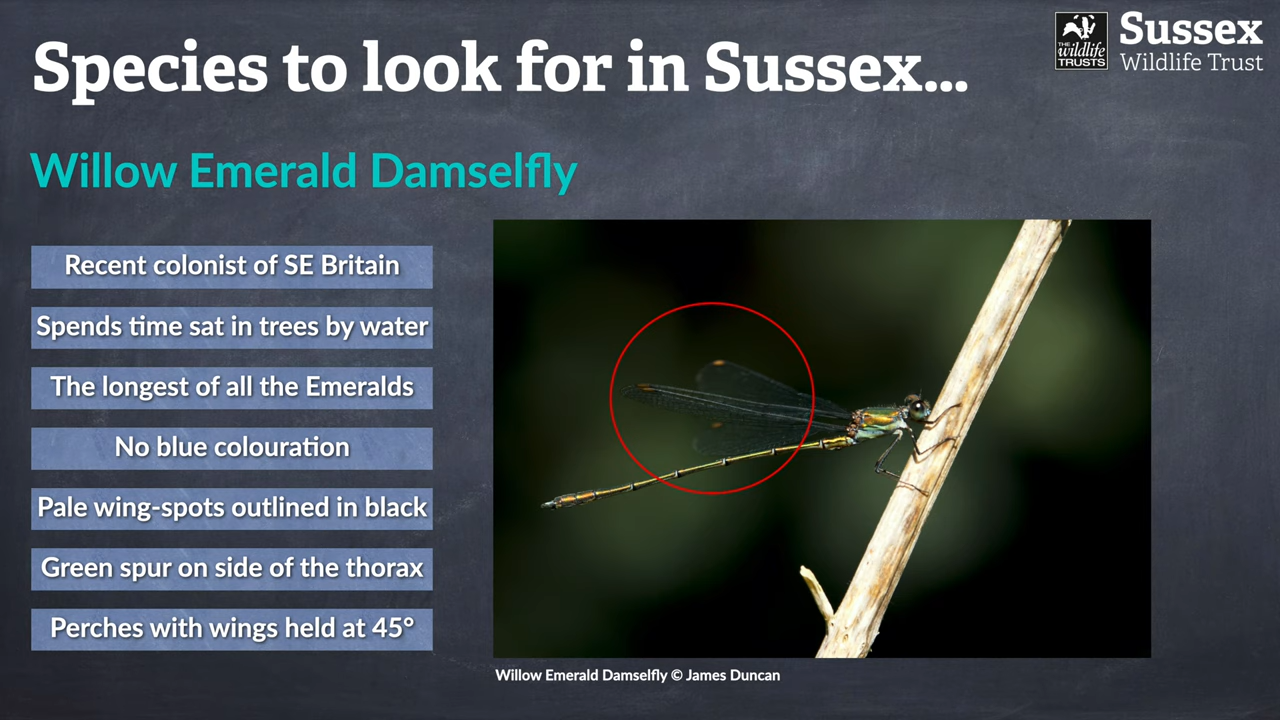 Species to look for in Sussex...
THE
wildlife
TRUSTS
Sussex
Wildlife Trust
Willow Emerald Damselfly
Recent colonist of SE Britain
Spends time sat in trees by water
The longest of all the Emeralds
No blue colouration
Pale wing-spots outlined in black
Green spur on side of the thorax
Perches with wings held at 45°
Willow Emerald Damselfly © James Duncan